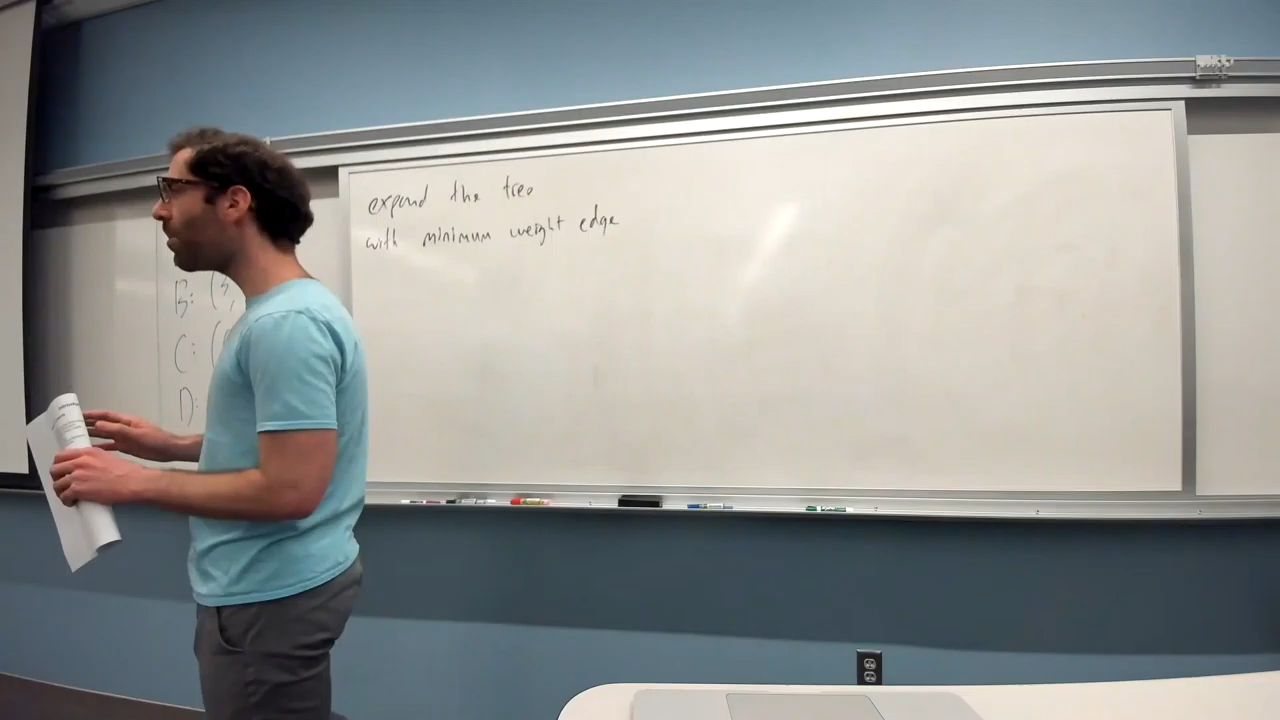 expand the tree
with minimum weight edge
B: (
C: (
D: